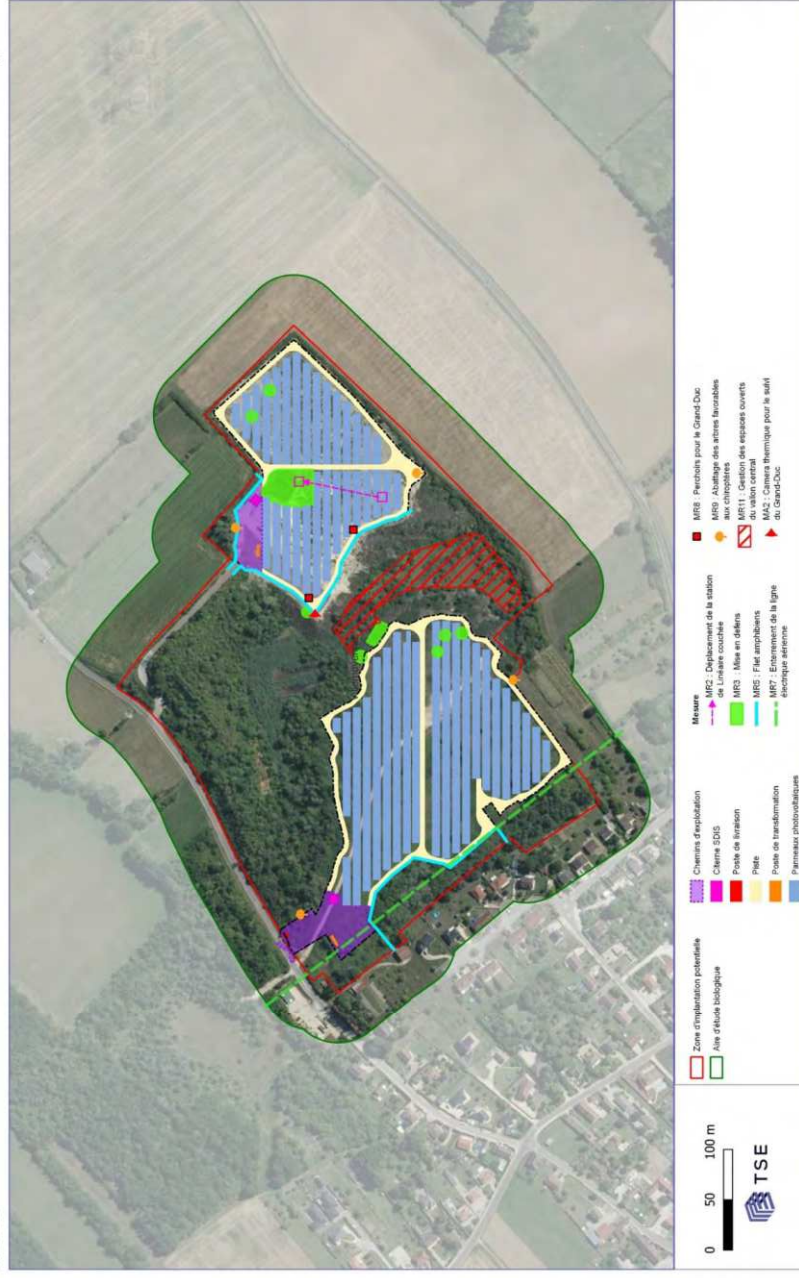 0 50 100 m
TSE
Zone d'implantation potentielle
Aire d'étude biologique
Chemins d'exploitation
Citerne SDIS
Poste de livraison
Piste
Poste de transformation
Panneaux photovoltaïques
Mesure
MR2 : Déplacement de la station
de Linéaire couchée
MR3 : Mise en defens
MR5 : Filet amphibiens
MR7 : Enterrement de la ligne
électrique aérienne
MR8 : Perchoirs pour le Grand-Duc
MR9 : Abattage des arbres favorables
aux chiroptères
MR11 : Gestion des espaces ouverts
du vallon central
MA2 : Camera thermique pour le suivi
du Grand-Duc